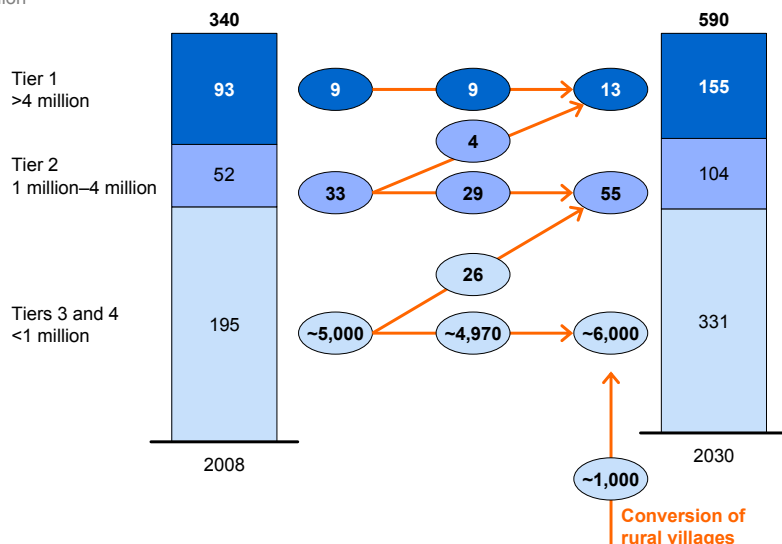 340
590
Tier 1
>4 million
93
9
9
13
155
4
Tier 2
1 million–4 million
52
33
29
55
104
26
Tiers 3 and 4
<1 million
195
~5,000
~4,970
~6,000
331
2008
2030
~1,000
Conversion of
rural villages